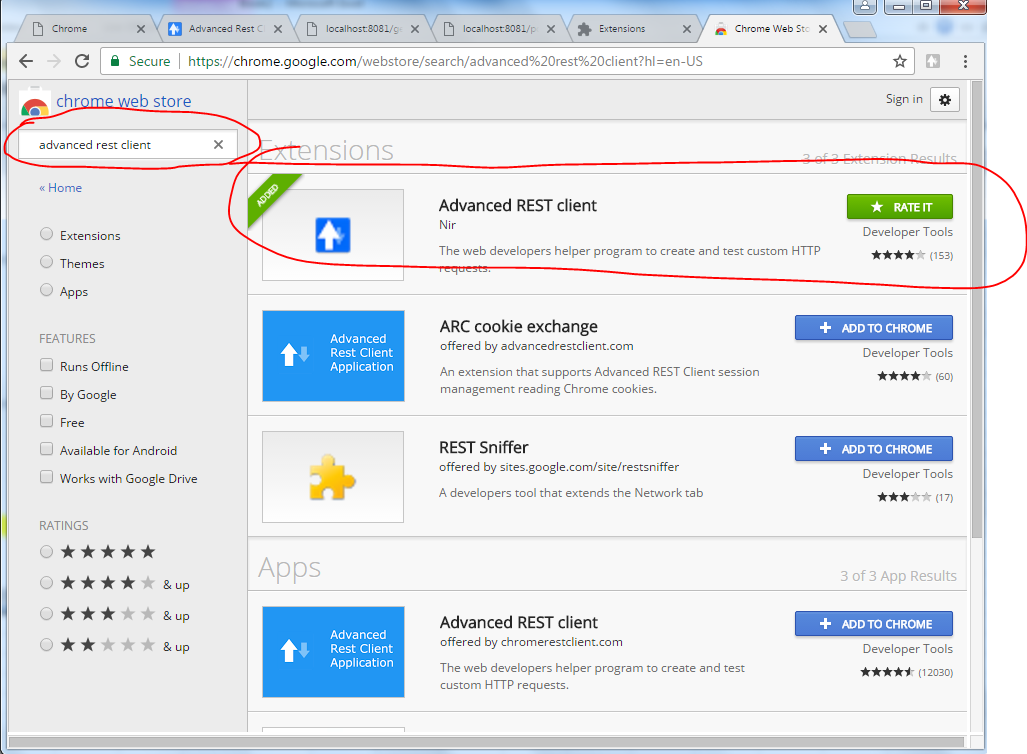 Chrome
Advanced Rest C
localhost:8081/g
localhost:8081/p
Extensions
Chrome Web Sto
Secure
https://chrome.google.com/webstore/search/advanced%20rest%20client?hl=en-US
chrome web store
Sign in
advanced rest client
« Home
Extensions
Themes
Apps
FEATURES
Runs Offline
By Google
Free
Available for Android
Works with Google Drive
RATINGS
& up
& up
& up
Extensions
3 of 3 Extension Results
ADDED
Advanced REST client
Nir
The web developers helper program to create and test custom HTTP
requests.
RATE IT
Developer Tools
(153)
Advanced
Rest Client
Application
ARC cookie exchange
offered by advancedrestclient.com
An extension that supports Advanced REST Client session
management reading Chrome cookies.
ADD TO CHROME
Developer Tools
(60)
REST Sniffer
offered by sites.google.com/site/restsniffer
A developers tool that extends the Network tab
ADD TO CHROME
Developer Tools
(17)
Apps
3 of 3 App Results
Advanced
Rest Client
Application
Advanced REST client
offered by chromerestclient.com
The web developers helper program to create and test
custom HTTP requests.
ADD TO CHROME
Developer Tools
(12030)